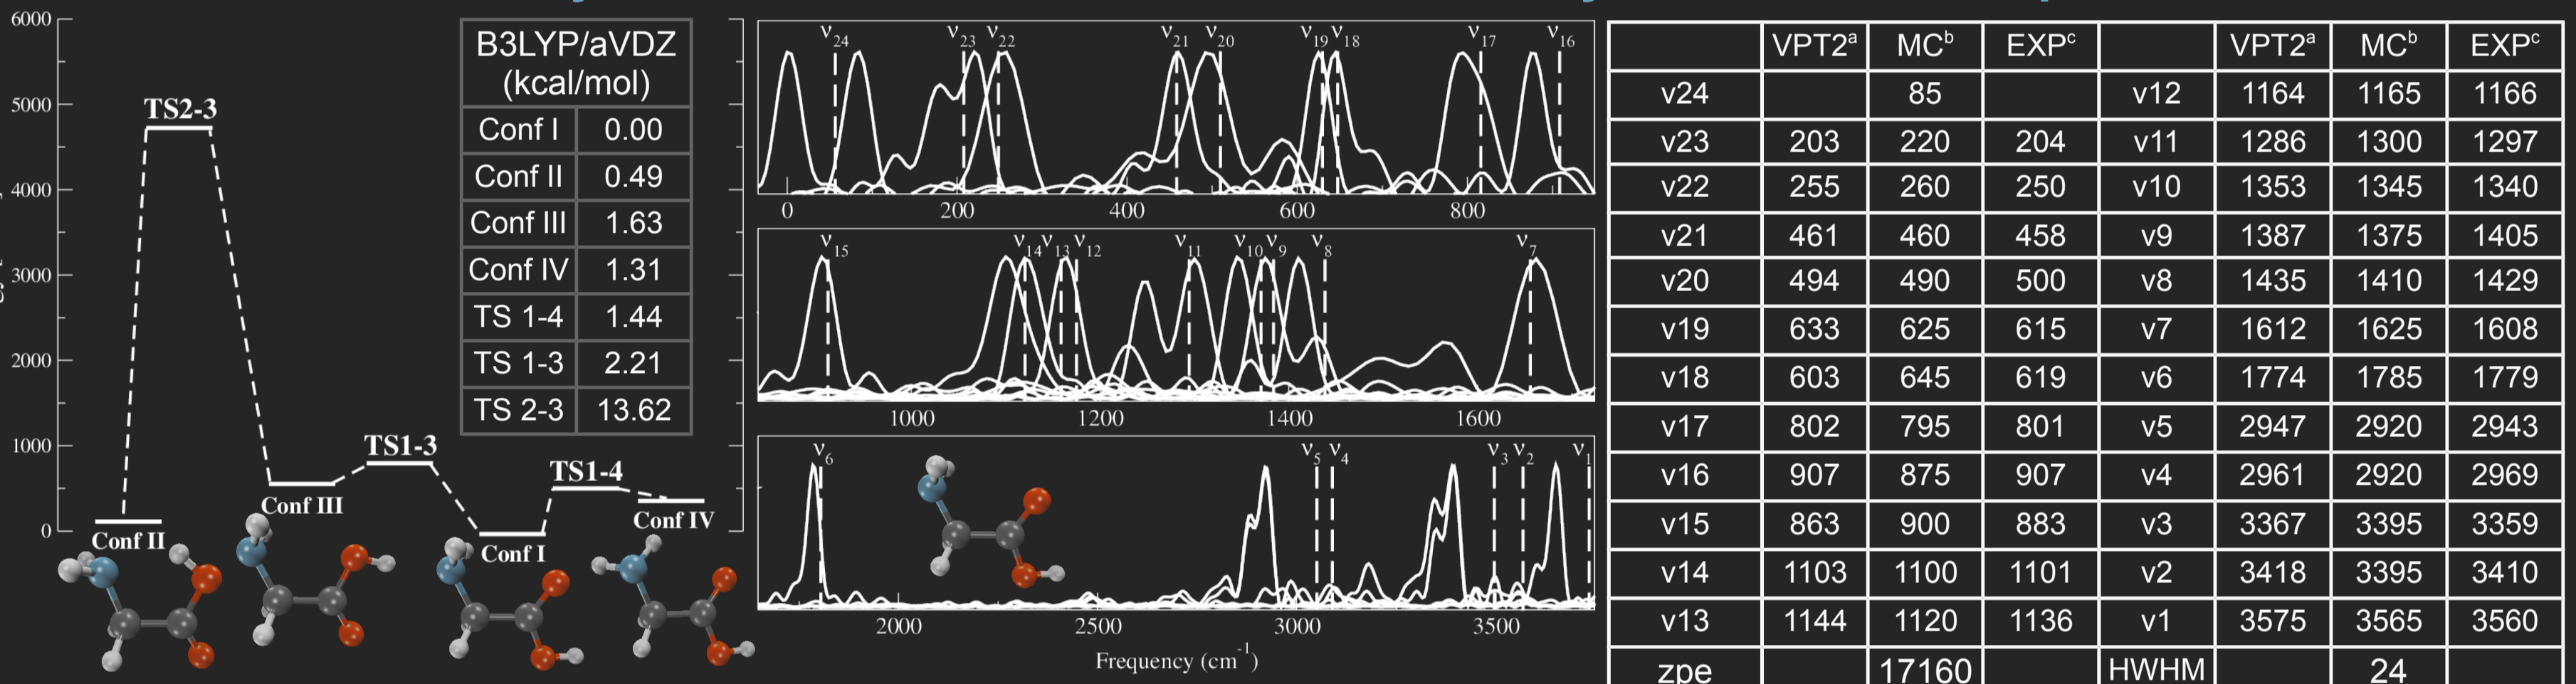 6000
5000
4000
3000
2000
1000
0
TS2-3
TS1-3
TS1-4
Conf III
Conf IV
Conf II
Conf I
B3LYP/aVDZ
(kcal/mol)
Conf I 0.00
Conf II 0.49
Conf III 1.63
Conf IV 1.31
TS 1-4 1.44
TS 1-3 2.21
TS 2-3 13.62
ν24 ν23 ν22 ν21 ν20 ν19 ν18 ν17 ν16
0 200 400 600 800
ν15 ν14 ν13 ν12 ν11 ν10 ν9 ν8 ν7
1000 1200 1400 1600
ν6 ν5 ν4 ν3 ν2 ν1
2000 2500 3000 3500
Frequency (cm⁻¹)
VPT2ᵃ MCᵇ EXPᶜ VPT2ᵃ MCᵇ EXPᶜ
v24 85 v12 1164 1165 1166
v23 203 220 204 v11 1286 1300 1297
v22 255 260 250 v10 1353 1345 1340
v21 461 460 458 v9 1387 1375 1405
v20 494 490 500 v8 1435 1410 1429
v19 633 625 615 v7 1612 1625 1608
v18 603 645 619 v6 1774 1785 1779
v17 802 795 801 v5 2947 2920 2943
v16 907 875 907 v4 2961 2920 2969
v15 863 900 883 v3 3367 3395 3359
v14 1103 1100 1101 v2 3418 3395 3410
v13 1144 1120 1136 v1 3575 3565 3560
zpe 17160 HWHM 24